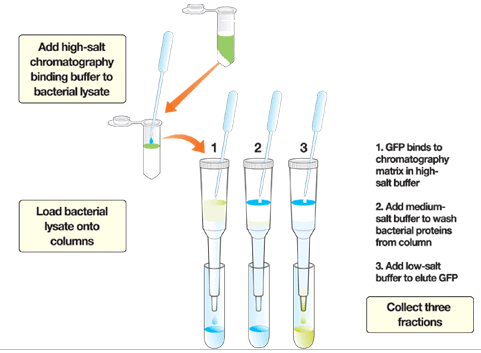 Add high-salt
chromatography
binding buffer to
bacterial lysate
1
2
3
Load bacterial
lysate onto
columns
1. GFP binds to
chromatography
matrix in high-
salt buffer
2. Add medium-
salt buffer to wash
bacterial proteins
from column
3. Add low-salt
buffer to elute GFP
Collect three
fractions